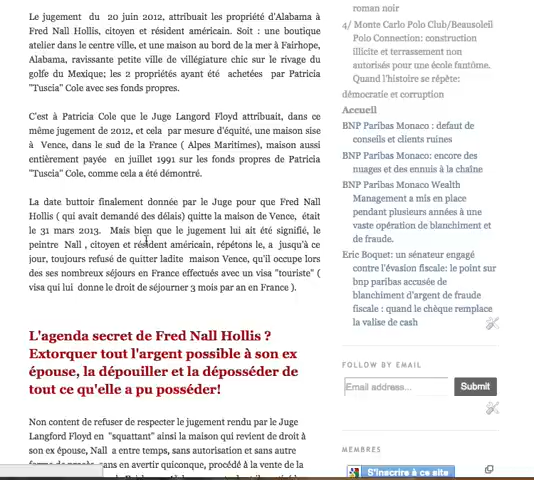 Le jugement du 20 juin 2012, attribuait les propriété d'Alabama à
Fred Nall Hollis, citoyen et résident américain. Soit : une boutique
atelier dans le centre ville, et une maison au bord de la mer à Fairhope,
Alabama, ravissante petite ville de villégiature chic sur le rivage du
golfe du Mexique; les 2 propriétés ayant été achetées par Patricia
"Tuscia" Cole avec ses fonds propres.
C'est à Patricia Cole que le Juge Langord Floyd attribuait, dans ce
même jugement de 2012, et cela par mesure d'équité, une maison sise
à Vence, dans le sud de la France ( Alpes Maritimes), maison aussi
entièrement payée en juillet 1991 sur les fonds propres de Patricia
"Tuscia" Cole, comme cela a été démontré.
La date buttoir finalement donnée par le Juge pour que Fred Nall
Hollis ( qui avait demandé des délais) quitte la maison de Vence, était
le 31 mars 2013. Mais bien que le jugement lui ait été signifié, le
peintre Nall , citoyen et résident américain, répétons le, a jusqu'à ce
jour, toujours refusé de quitter ladite maison Vence, qu'il occupe lors
des ses nombreux séjours en France effectués avec un visa "touriste" (
visa qui lui donne le droit de séjourner 3 mois par an en France ).
L'agenda secret de Fred Nall Hollis ?
Extorquer tout l'argent possible à son ex
épouse, la dépouiller et la déposséder de
tout ce qu'elle a pu posséder!
Non content de refuser de respecter le jugement rendu par le Juge
Langford Floyd en "squattant" ainsi la maison qui revient de droit à
son ex épouse, Nall a entre temps, sans autorisation et sans autre
sans en avertir quiconque, procédé à la vente de la
roman noir
4/ Monte Carlo Polo Club/Beausoleil
Polo Connection: construction
illicite et terrassement non
autorisés pour une école fantôme.
Quand l'histoire se répète:
démocratie et corruption
Accueil
BNP Paribas Monaco : defaut de
conseils et clients ruines
BNP Paribas Monaco: encore des
nuages et des ennuis à la chaîne
BNP Paribas Monaco Wealth
Management a mis en place
pendant plusieurs années à une
vaste opération de blanchiment et
de fraude.
Eric Boquet: un sénateur engagé
contre l'évasion fiscale: le point sur
bnp paribas accusée de
blanchiment d'argent de fraude
fiscale : quand le chèque remplace
la valise de cash
FOLLOW BY EMAIL
Email address...
Submit
MEMBRES
S'inscrire à ce site